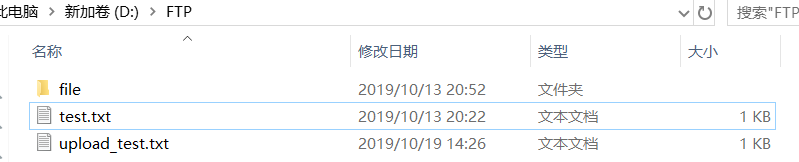 此电脑 › 新加卷 (D:) › FTP 搜索"FTP
名称 修改日期 类型 大小
file 2019/10/13 20:52 文件夹
test.txt 2019/10/13 20:22 文本文档 1 KB
upload_test.txt 2019/10/19 14:26 文本文档 1 KB